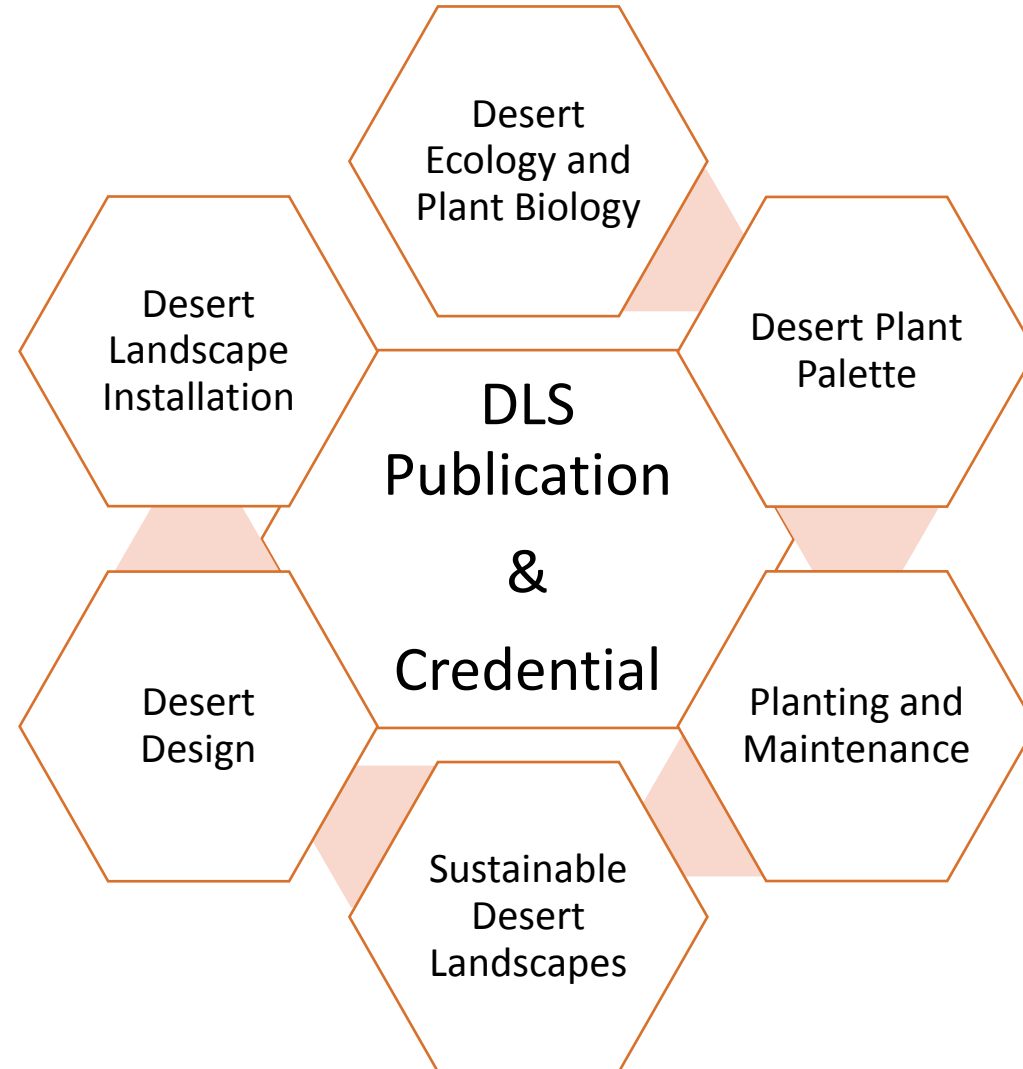 Desert
Ecology and
Plant Biology
Desert Plant
Palette
Planting and
Maintenance
Sustainable
Desert
Landscapes
Desert
Design
Desert
Landscape
Installation
DLS
Publication
&
Credential